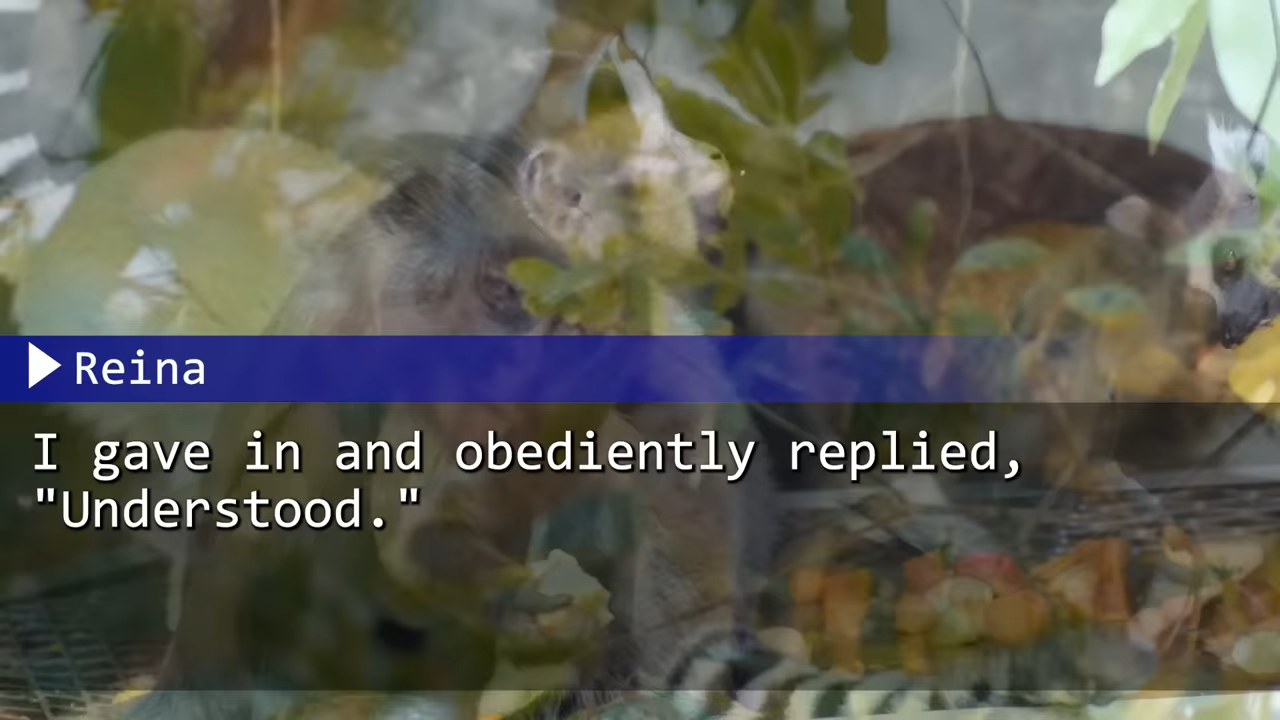 Reina
I gave in and obediently replied,
"Understood."